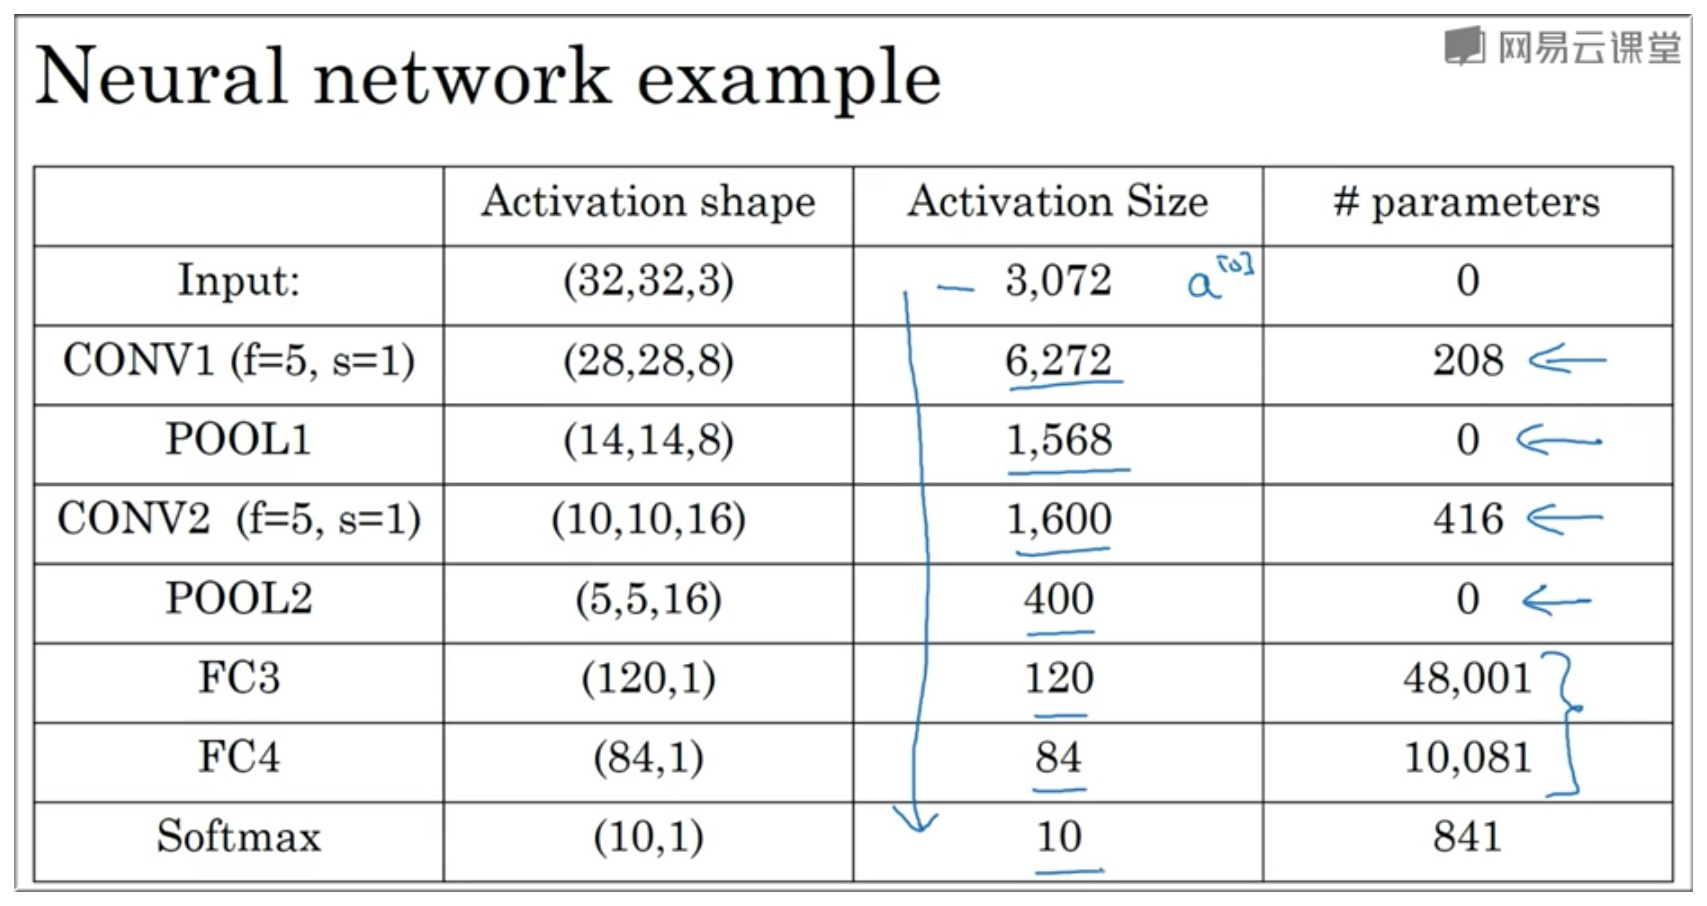 网易云课堂
Neural network example
Activation shape Activation Size # parameters
Input: (32,32,3) 3,072 a[0] 0
CONV1 (f=5, s=1) (28,28,8) 6,272 208
POOL1 (14,14,8) 1,568 0
CONV2 (f=5, s=1) (10,10,16) 1,600 416
POOL2 (5,5,16) 400 0
FC3 (120,1) 120 48,001
FC4 (84,1) 84 10,081
Softmax (10,1) 10 841